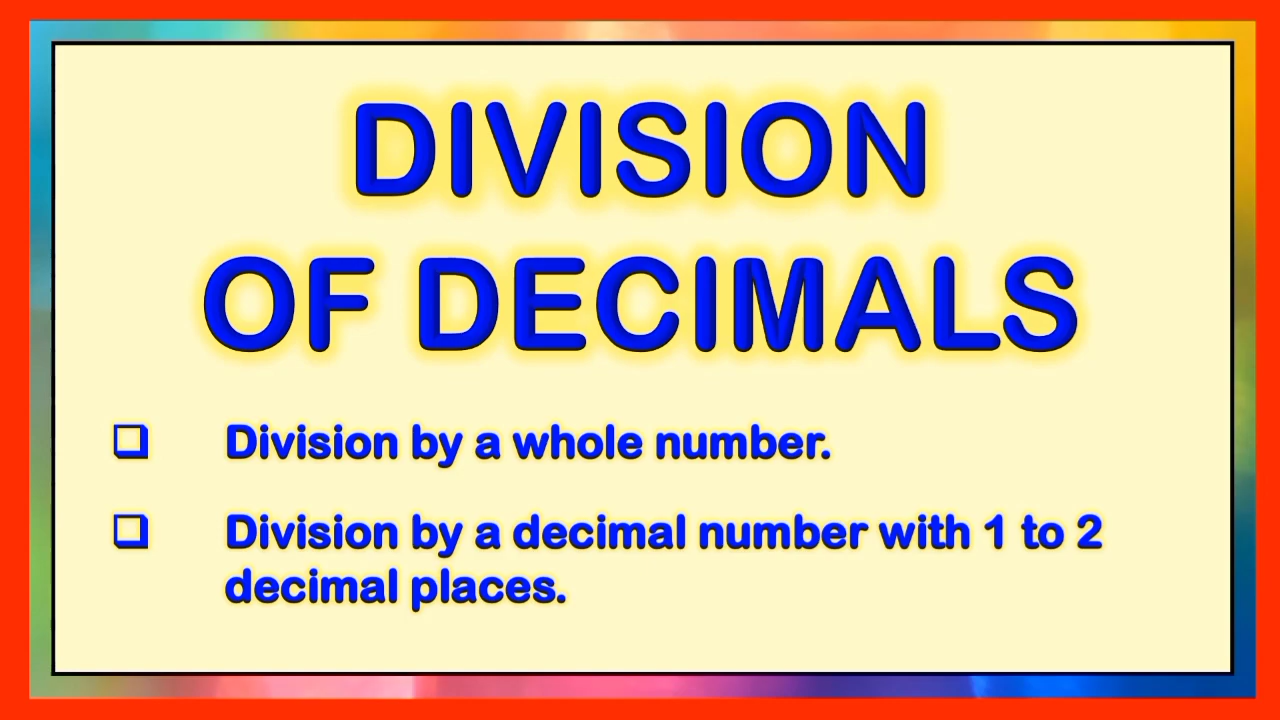 DIVISION
OF DECIMALS
❑ Division by a whole number.
❑ Division by a decimal number with 1 to 2
decimal places.